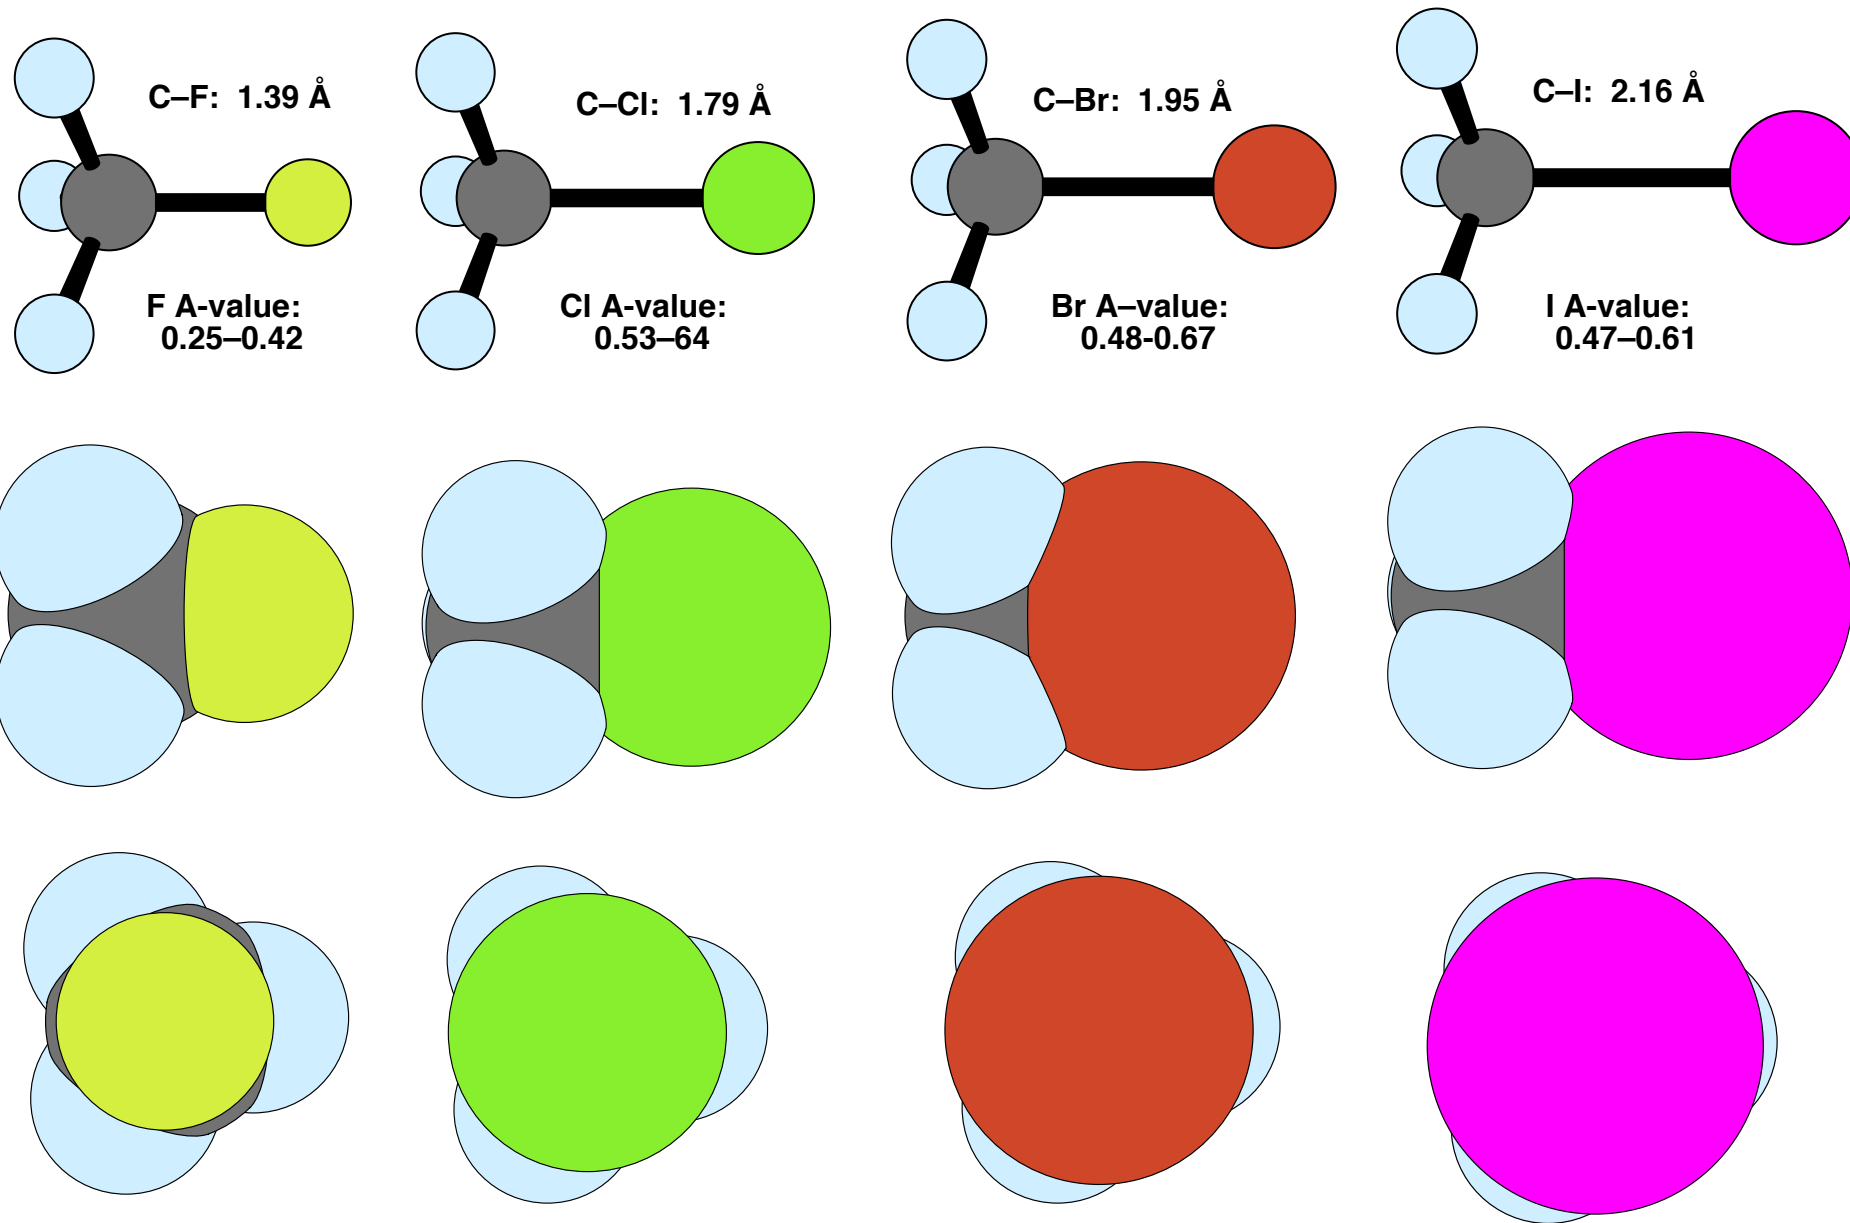 C–F:  1.39 Å
C–Cl:  1.79 Å
C–Br:  1.95 Å
C–I:  2.16 Å
F A-value:
0.25–0.42
Cl A-value:
0.53–64
Br A–value:
0.48-0.67
I A-value:
0.47–0.61